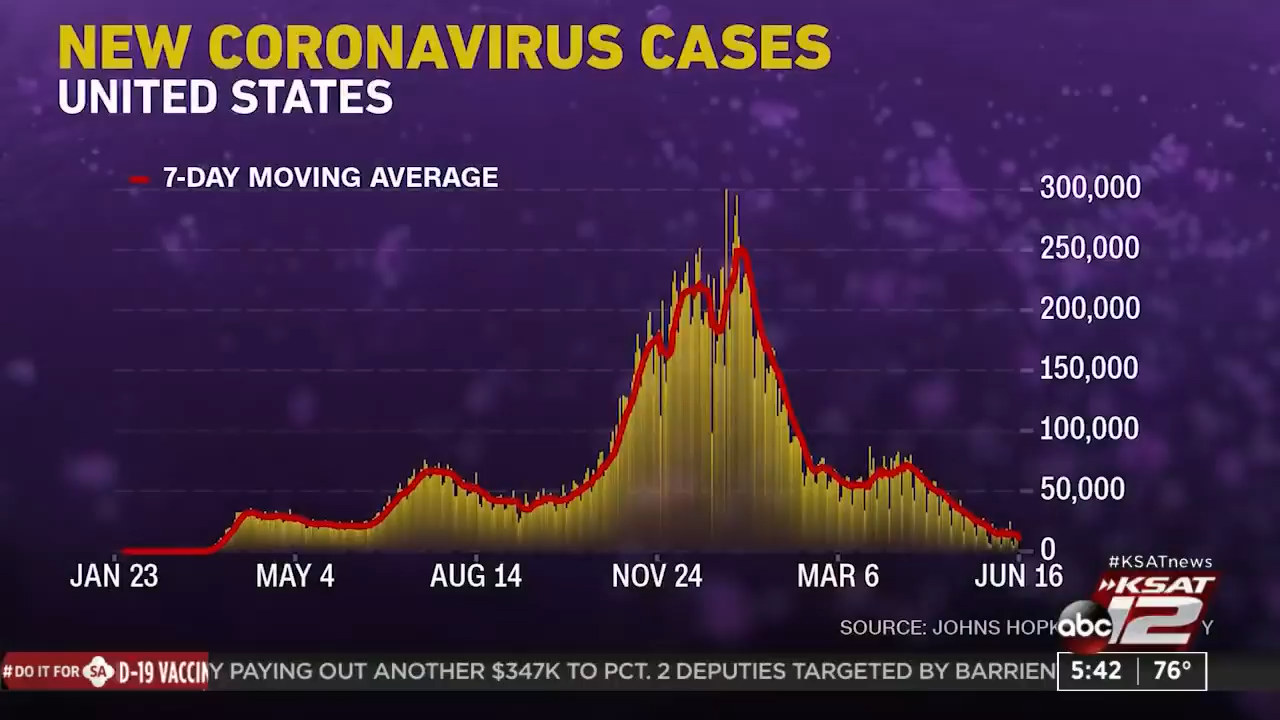 NEW CORONAVIRUS CASES
UNITED STATES
7-DAY MOVING AVERAGE
300,000
250,000
200,000
150,000
100,000
50,000
0
JAN 23 MAY 4 AUG 14 NOV 24 MAR 6 JUN 16
#KSATnews
KSAT
12
abc
SOURCE: JOHNS HOPK Y
#DO IT FOR SA D-19 VACCIN Y PAYING OUT ANOTHER $347K TO PCT. 2 DEPUTIES TARGETED BY BARRIEN 5:42 76°